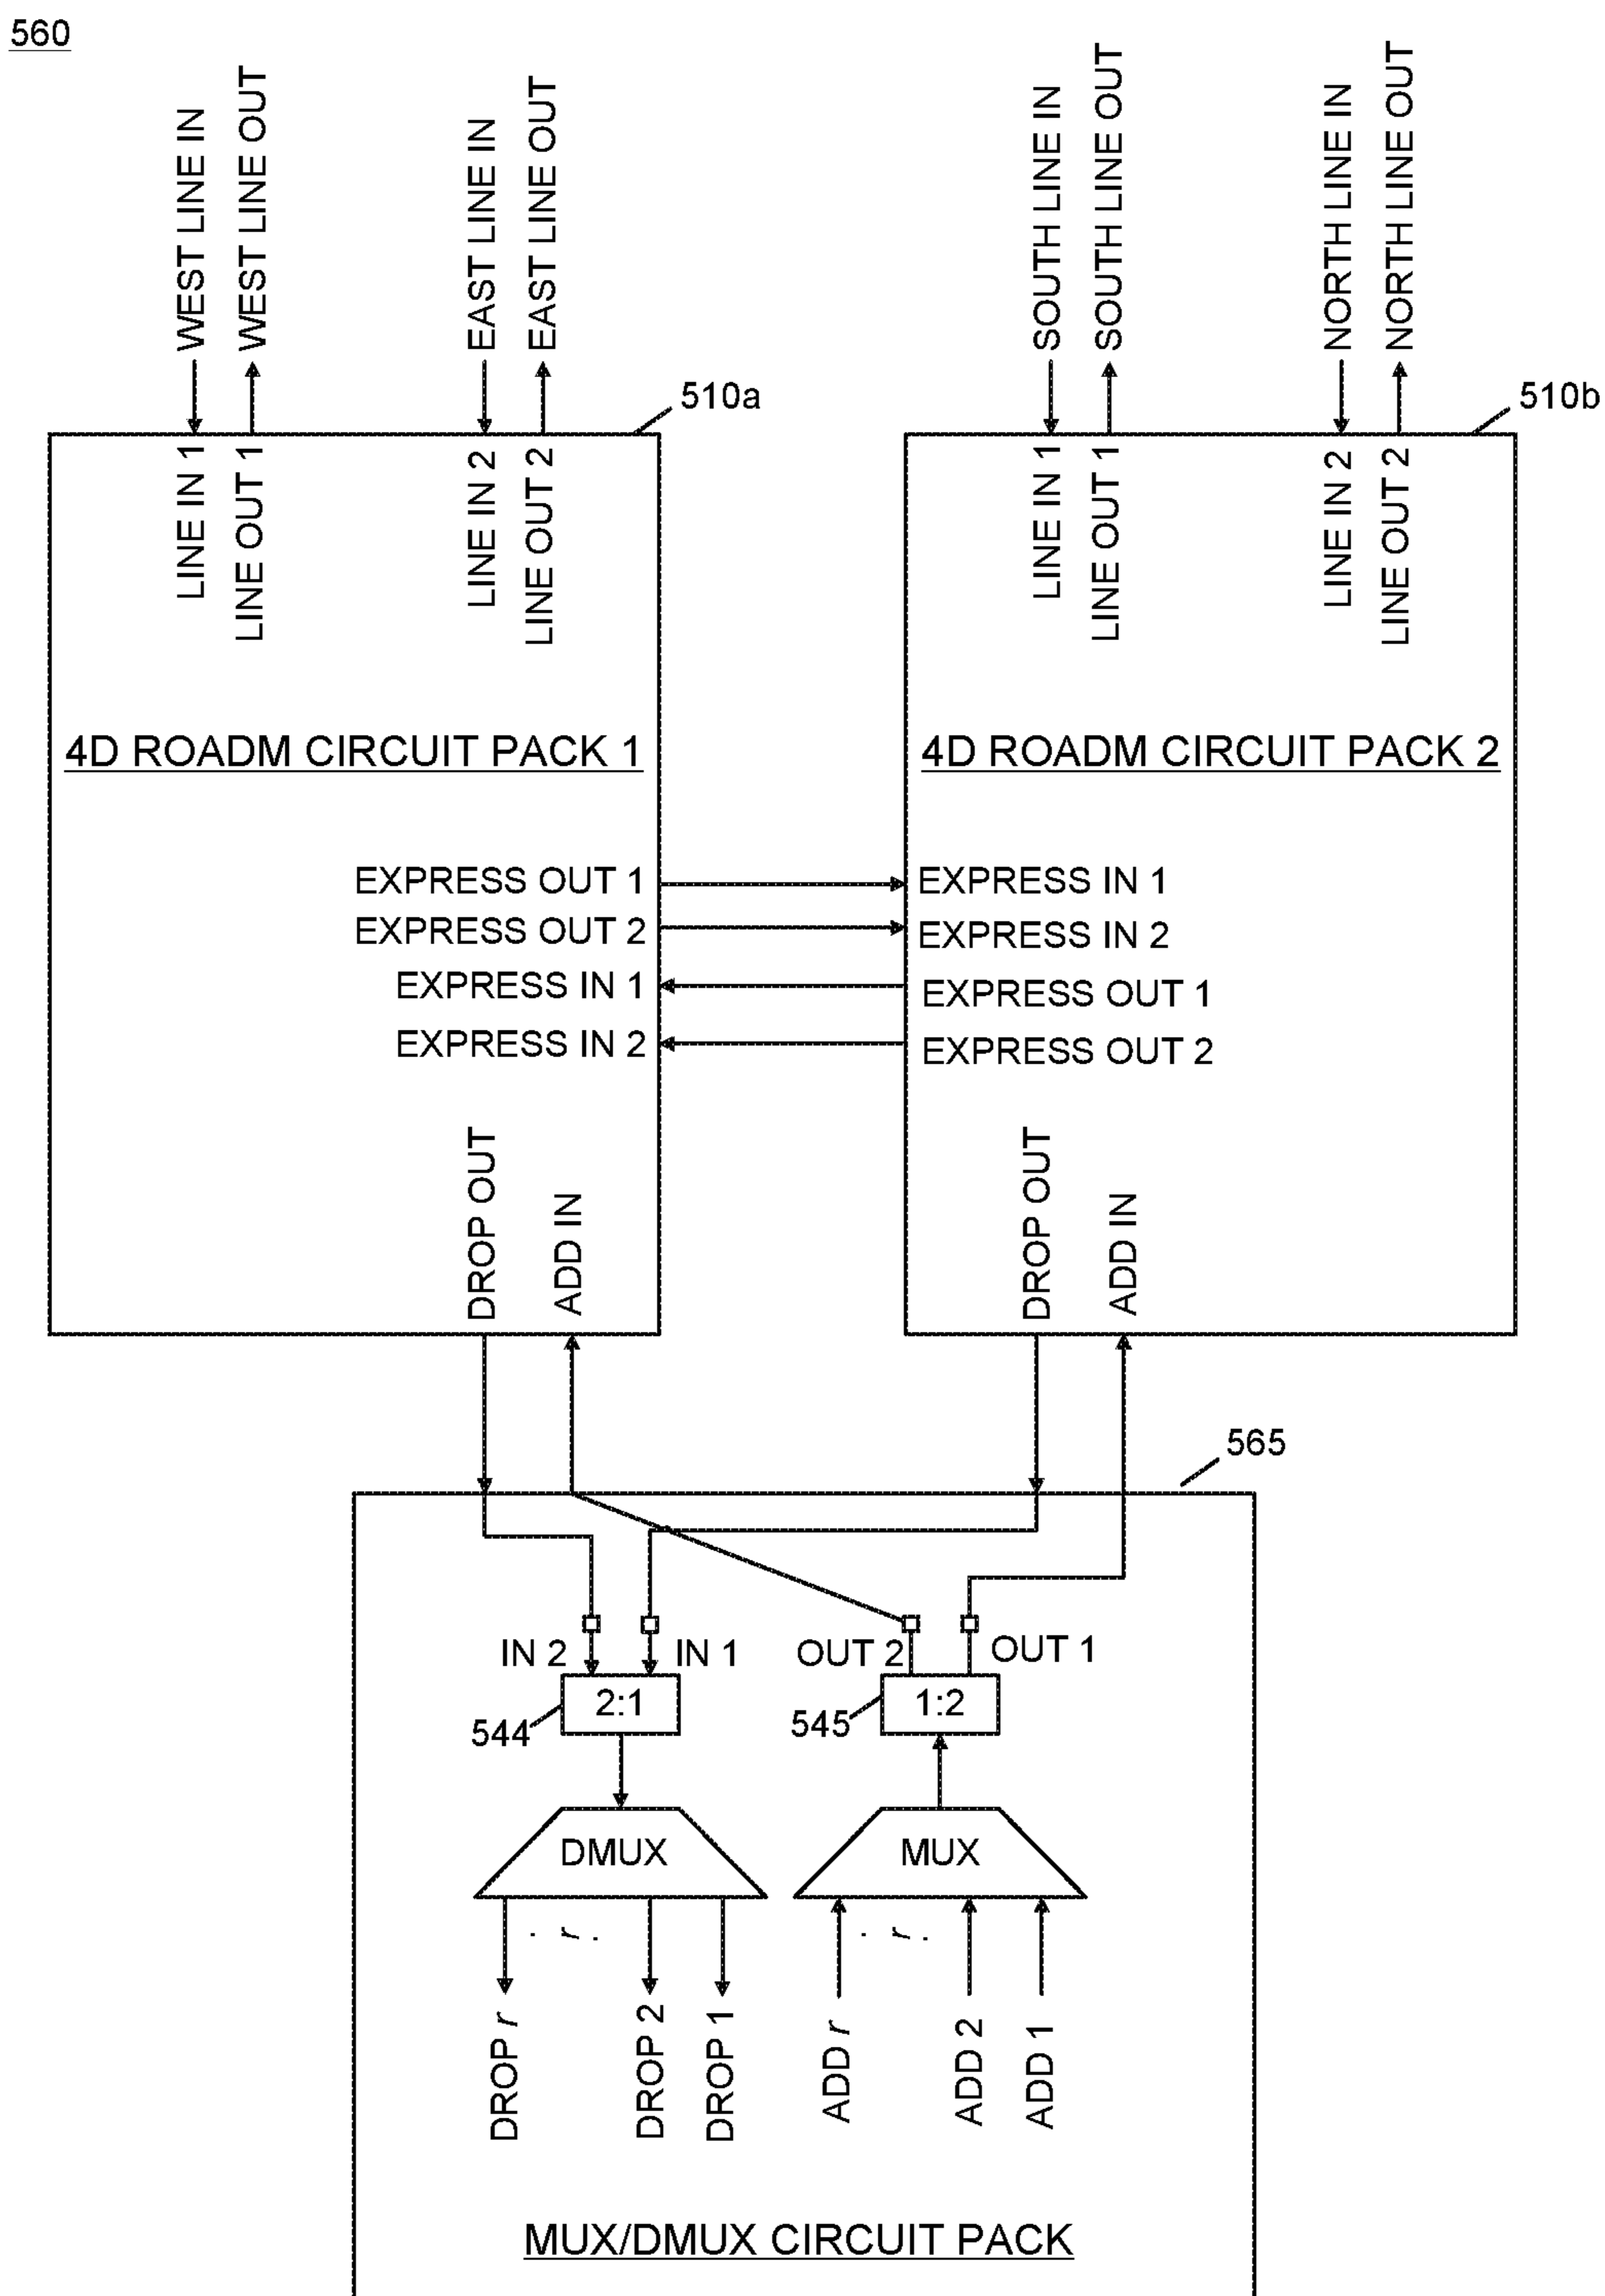 560
WEST LINE IN
WEST LINE OUT
EAST LINE IN
EAST LINE OUT
SOUTH LINE IN
SOUTH LINE OUT
NORTH LINE IN
NORTH LINE OUT
510a
510b
LINE IN 1
LINE OUT 1
LINE IN 2
LINE OUT 2
LINE IN 1
LINE OUT 1
LINE IN 2
LINE OUT 2
4D ROADM CIRCUIT PACK 1
4D ROADM CIRCUIT PACK 2
EXPRESS OUT 1
EXPRESS IN 1
EXPRESS OUT 2
EXPRESS IN 2
EXPRESS IN 1
EXPRESS OUT 1
EXPRESS IN 2
EXPRESS OUT 2
DROP OUT
ADD IN
DROP OUT
ADD IN
565
IN 2
IN 1
OUT 2
OUT 1
2:1
1:2
544
545
DMUX
MUX
. r .
. r .
DROP r
DROP 2
DROP 1
ADD r
ADD 2
ADD 1
MUX/DMUX CIRCUIT PACK